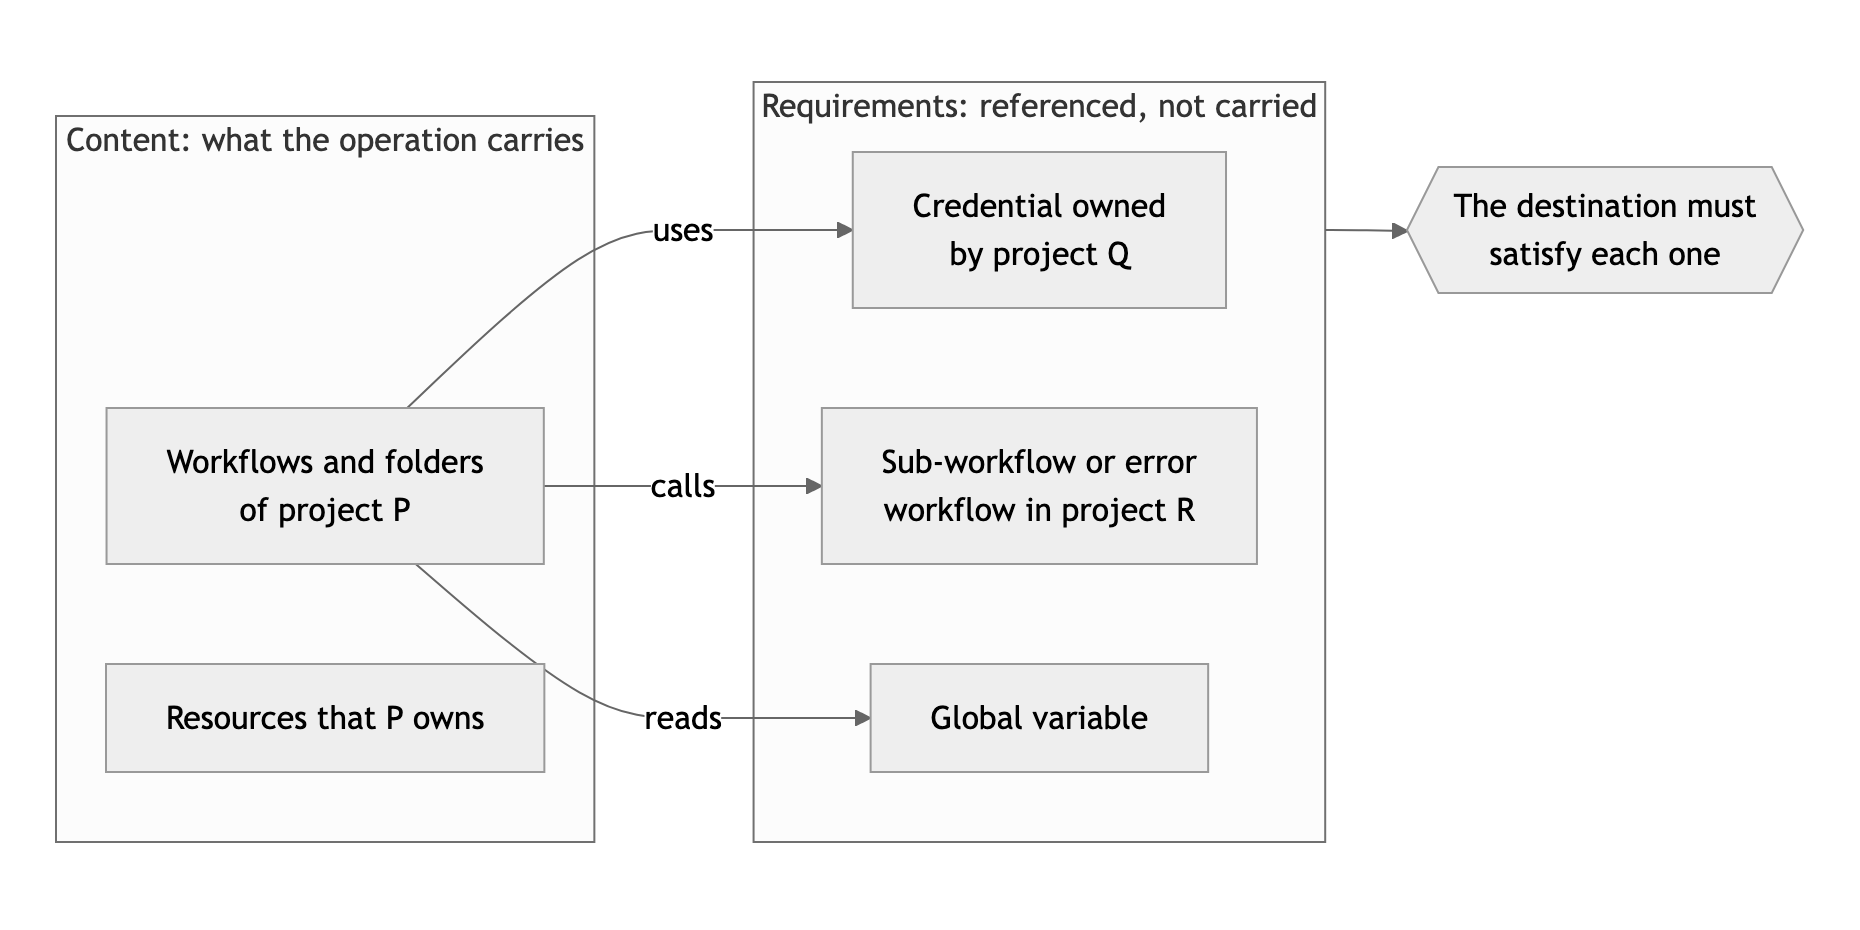 Content: what the operation carries
Workflows and folders
of project P
Resources that P owns
uses
calls
reads
Requirements: referenced, not carried
Credential owned
by project Q
Sub-workflow or error
workflow in project R
Global variable
The destination must
satisfy each one